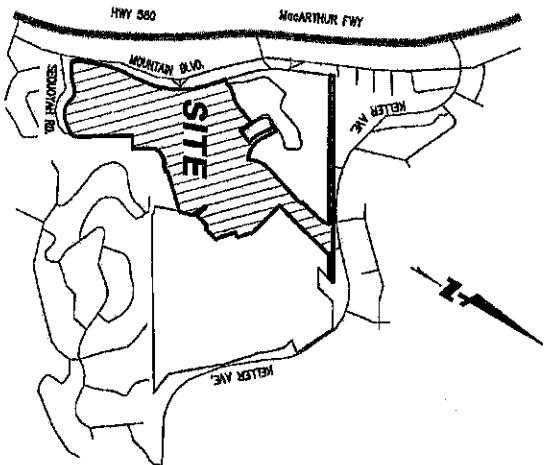 HWY 580
MacARTHUR FWY
MOUNTAIN BLVD.
SEQUOYAH RD.
KELLER AVE.
SITE
N
KELLER AVE.